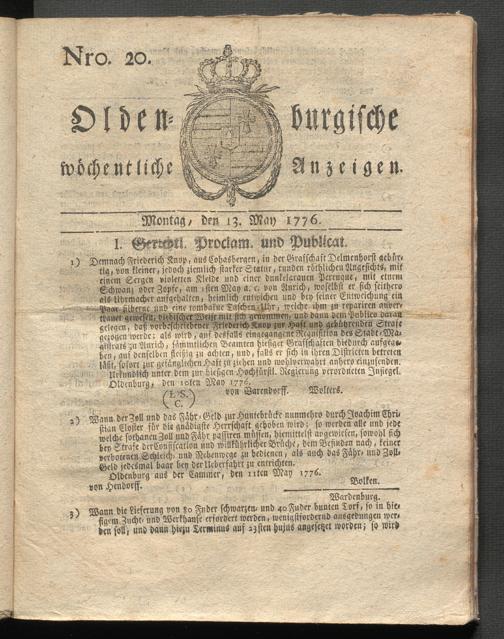 Nro. 20.
Olden- burgische
wöchentliche Anzeigen.
Montag, den 13. May 1776.
I. Gerichtl. Proclam. und Publicat.
1) Demnach Friederich Knop, aus Lohasbergen, in der Grafschaft Delmenhorst gebür-
tig, von kleiner, jedoch ziemlich starker Statur, runden röthlichen Angesichts, mit
einem Sergen violetten Kleide und einer dunkelbraunen Perruque, mit einem
Schwanz oder Zopfe, am 1sten May a. c. von Aurich, woselbst er sich seithero
als Uhrmacher aufgehalten, heimlich entwichen und bey seiner Entweichung ein
Paar silberne und eine tombakne Taschen-Uhr, welche ihm zu repariren anver-
trauet gewesen, diebischer Weise mit sich genommen, und dann dem Publico daran
gelegen, daß vorbeschriebener Friederich Knop zur Haft und gebührenden Strafe
gezogen werde: als wird, auf desfalls eingegangene Requisition des Stadt-Ma-
gistrats zu Aurich, sämmtlichen Beamten hiesiger Grafschaften hiedurch aufgege-
ben, auf denselben fleißig zu achten, und, falls er sich in ihren Districten betreten
läßt, sofort zur gefänglichen Haft zu ziehen und wohlverwahrt anhero einzusenden.
Urkundlich unter dem zur hiesigen Hochfürstl. Regierung verordneten Insiegel.
Oldenburg, den 10ten May 1776.
(L. S.
C.) von Varendorff. Wolters.
2) Wann der Zoll und das Fähr-Geld zur Huntebrücke nunmehro durch Joachim Chri-
stian Closter für die gnädigste Herrschaft gehoben wird; so werden alle und jede
welche sothanen Zoll und Fähr passiren müssen, hiemittelst angewiesen, sowohl sich
bey Strafe der Confiscation und willkührlicher Brüche, dem Befinden nach, keiner
verbotenen Schleich- und Nebenwege zu bedienen, als auch das Fähr- und Zoll-
Geld jedesmal baar bey der Ueberfahrt zu entrichten.
Oldenburg aus der Cammer, den 11ten May 1776.
von Hendorff. Volken.
Wardenburg.
3) Wann die Lieferung von 80 Fuder schwarzen- und 40 Fuder bunten Torf, so in hie-
sigem Zucht- und Werkhause erfordert werden, wenigstfordernd ausgedungen wer-
den soll; und dann hiezu Terminus auf 23sten hujus angesetzet worden; so wird